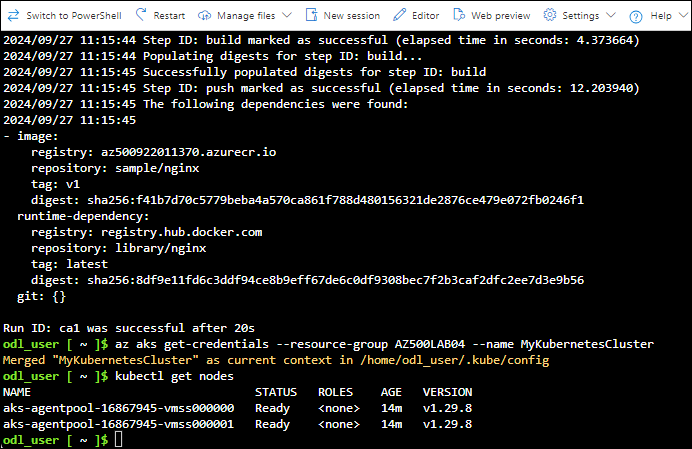 Switch to PowerShell Restart Manage files New session Editor Web preview Settings Help
2024/09/27 11:15:44 Step ID: build marked as successful (elapsed time in seconds: 4.373664)
2024/09/27 11:15:44 Populating digests for step ID: build...
2024/09/27 11:15:45 Successfully populated digests for step ID: build
2024/09/27 11:15:45 Step ID: push marked as successful (elapsed time in seconds: 12.203940)
2024/09/27 11:15:45 The following dependencies were found:
2024/09/27 11:15:45
- image:
    registry: az500922011370.azurecr.io
    repository: sample/nginx
    tag: v1
    digest: sha256:f41b7d70c5779beba4a570ca861f788d480156321de2876ce479e072fb0246f1
  runtime-dependency:
    registry: registry.hub.docker.com
    repository: library/nginx
    tag: latest
    digest: sha256:8df9e11fd6c3ddf94ce8b9eff67de6c0df9308bec7f2b3caf2dfc2ee7d3e9b56
  git: {}

Run ID: ca1 was successful after 20s
odl_user [ ~ ]$ az aks get-credentials --resource-group AZ500LAB04 --name MyKubernetesCluster
Merged "MyKubernetesCluster" as current context in /home/odl_user/.kube/config
odl_user [ ~ ]$ kubectl get nodes
NAME                                STATUS   ROLES    AGE   VERSION
aks-agentpool-16867945-vmss000000   Ready    <none>   14m   v1.29.8
aks-agentpool-16867945-vmss000001   Ready    <none>   14m   v1.29.8
odl_user [ ~ ]$